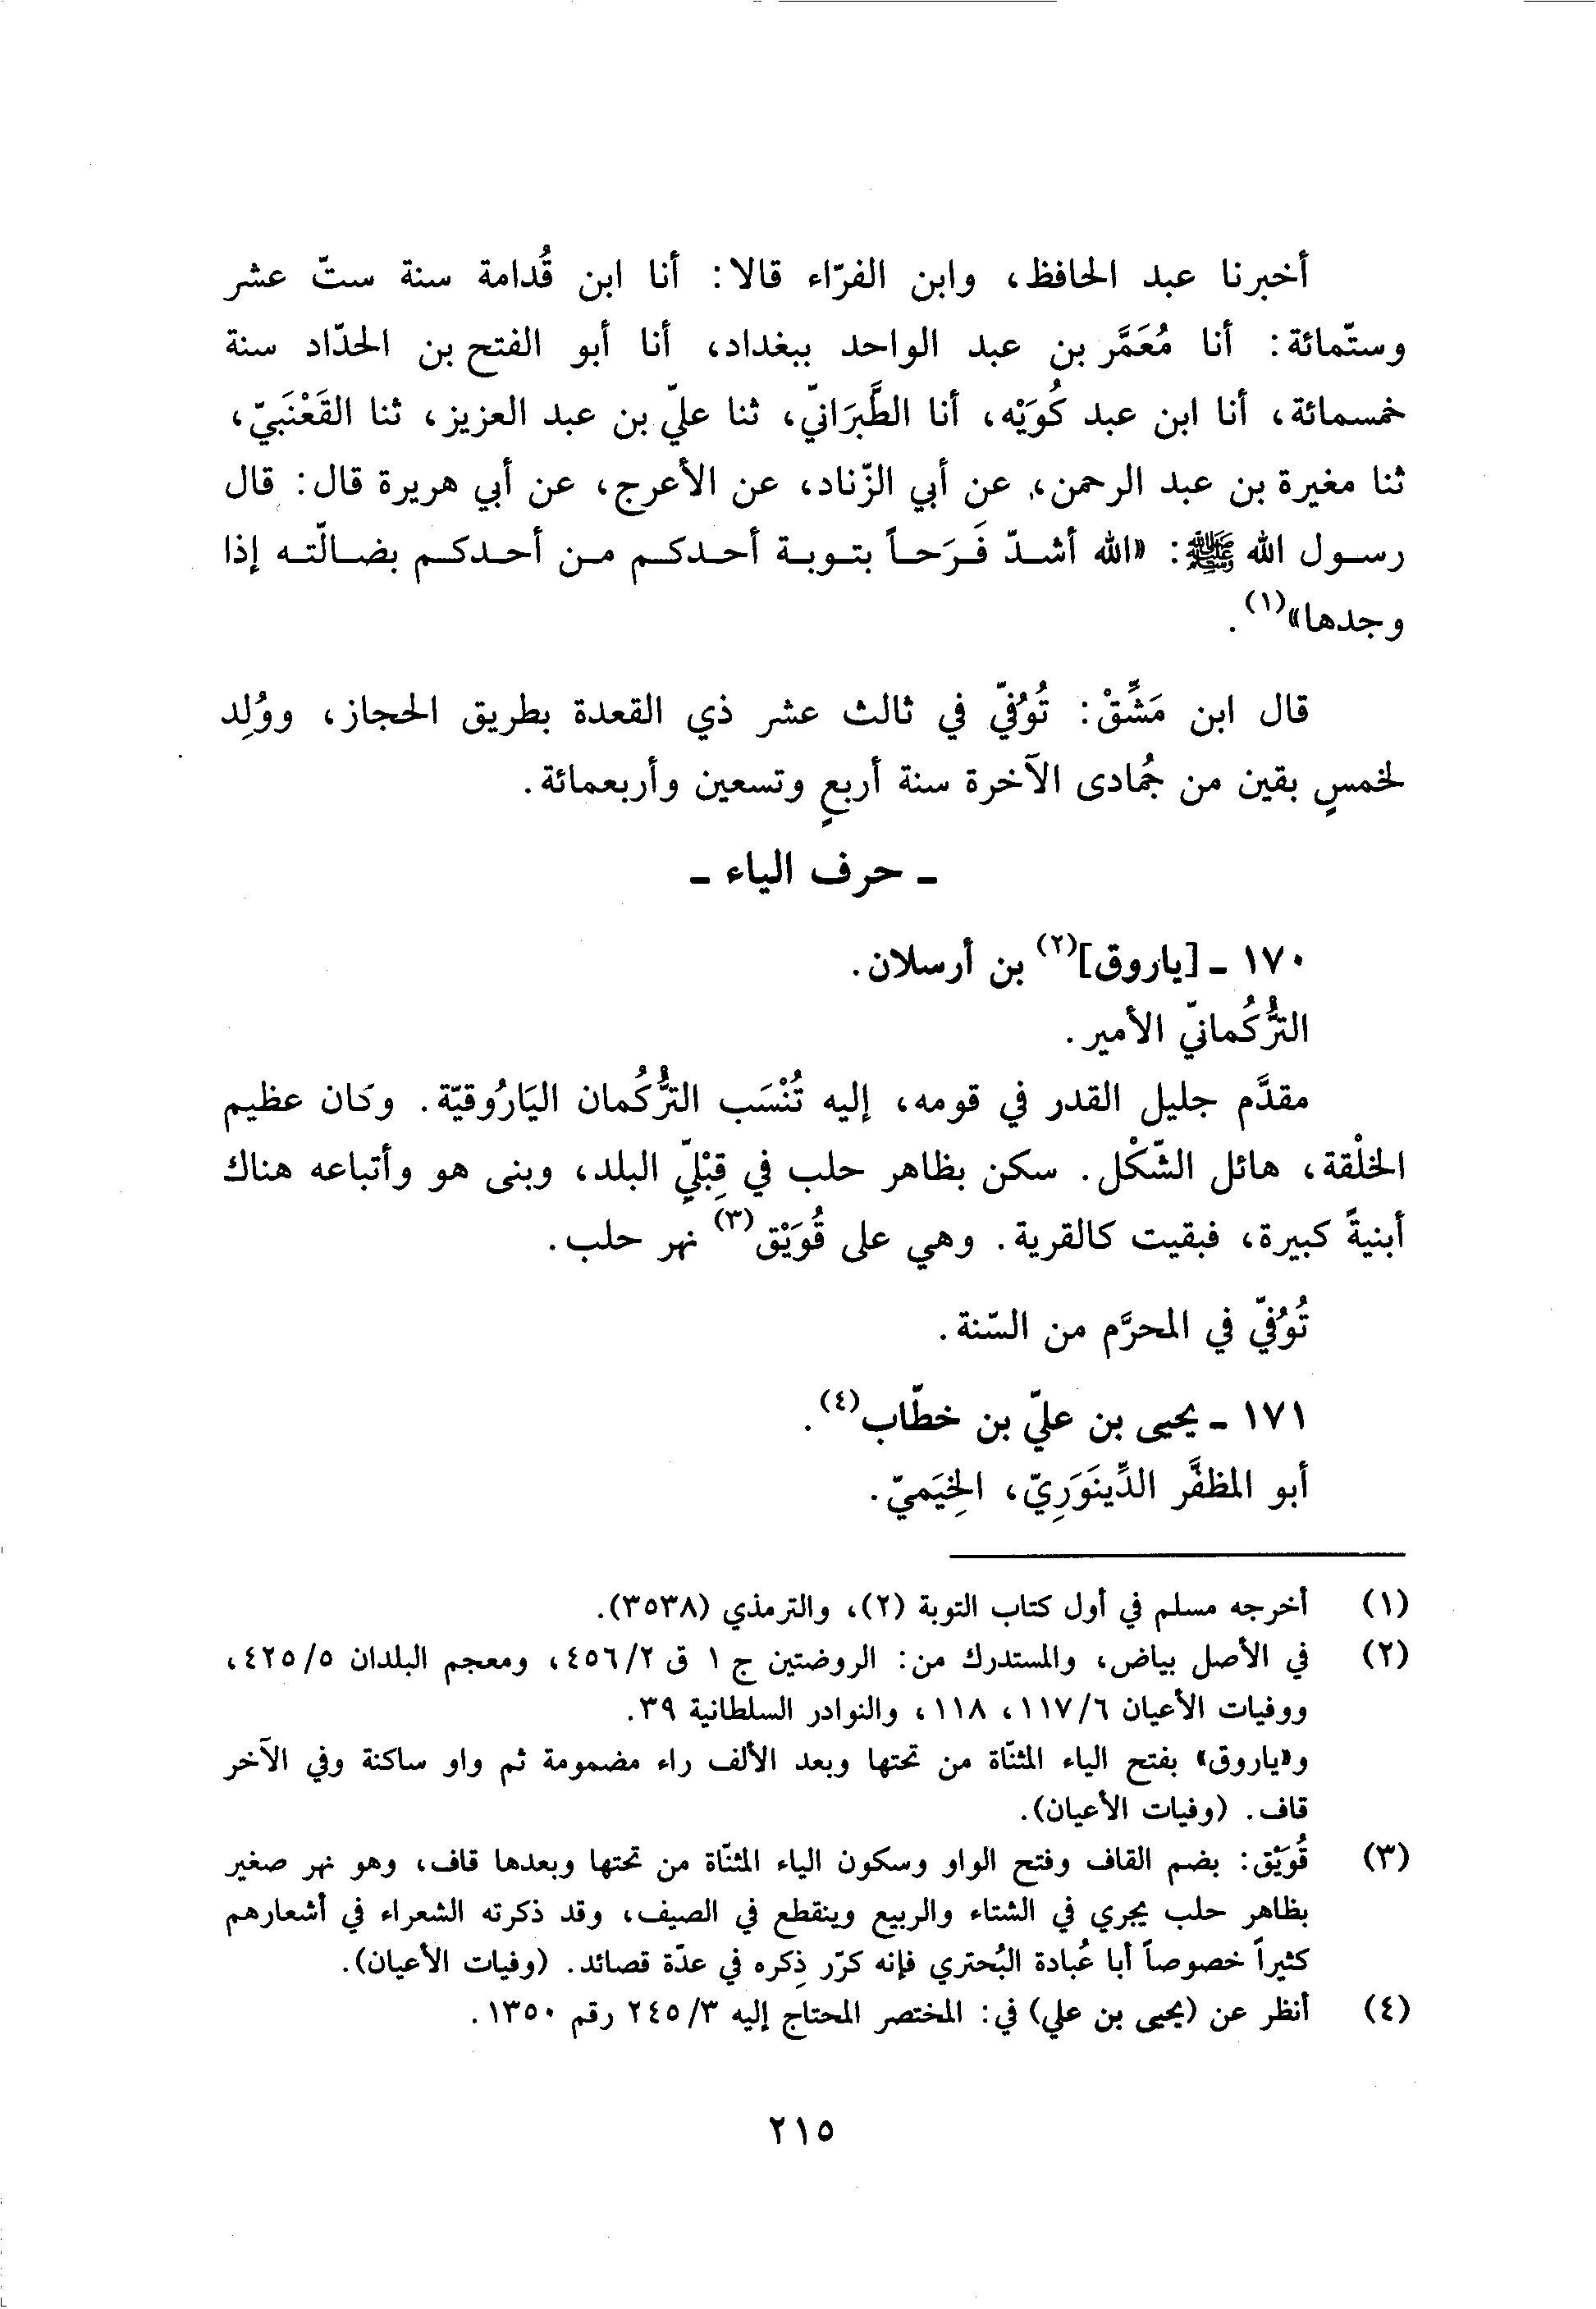 أخبرنا عبد الحافظ، وابن الفرّاء قالا: أنا ابن قُدامة سنة ستّ عشر
وستّمائة: أنا مُعَمَّر بن عبد الواحد ببغداد، أنا أبو الفتح بن الحدّاد سنة
خمسمائة، أنا ابن عبد كُوَيْه، أنا الطَّبَرَانيّ، ثنا عليّ بن عبد العزيز، ثنا القَعْنَبيّ،
ثنا مغيرة بن عبد الرحمن، عن أبي الزّناد، عن الأعرج، عن أبي هريرة قال: قال
رسول الله ﷺ: «الله أشدّ فَرَحاً بتوبة أحدكم من أحدكم بضالّته إذا
وجدها»(١).
قال ابن مَشِّقْ: تُوُفّي في ثالث عشر ذي القعدة بطريق الحجاز، ووُلِد
لخمسٍ بقين من جُمادى الآخرة سنة أربعٍ وتسعين وأربعمائة.
ـ حرف الياء ـ
١٧٠ ـ [ياروق](٢) بن أرسلان.
التُّرْكُمانيّ الأمير.
مقدَّم جليل القدر في قومه، إليه تُنْسَب التُّرْكُمان اليَارُوقيّة. وكان عظيم
الخلْقة، هائل الشّكْل. سكن بظاهر حلب في قِبْليّ البلد، وبنى هو وأتباعه هناك
أبنيةً كبيرة، فبقيت كالقرية. وهي على قُوَيْق(٣) نهر حلب.
تُوُفّي في المحرَّم من السّنة.
١٧١ ـ يحيى بن عليّ بن خطّاب(٤).
أبو المظفَّر الدِّينَوَرِيّ، الخِيَميّ.
(١) أخرجه مسلم في أول كتاب التوبة (٢)، والترمذي (٣٥٣٨).
(٢) في الأصل بياض، والمستدرك من: الروضتين ج ١ ق ٤٥٦/٢، ومعجم البلدان ٤٢٥/٥،
ووفيات الأعيان ١١٧/٦، ١١٨، والنوادر السلطانية ٣٩.
و«ياروق» بفتح الياء المثنّاة من تحتها وبعد الألف راء مضمومة ثم واو ساكنة وفي الآخر
قاف. (وفيات الأعيان).
(٣) قُوَيْق: بضم القاف وفتح الواو وسكون الياء المثنّاة من تحتها وبعدها قاف، وهو نهر صغير
بظاهر حلب يجري في الشتاء والربيع وينقطع في الصيف، وقد ذكرته الشعراء في أشعارهم
كثيراً خصوصاً أبا عُبادة البُحتري فإنه كرّر ذِكره في عدّة قصائد. (وفيات الأعيان).
(٤) أنظر عن (يحيى بن علي) في: المختصر المحتاج إليه ٢٤٥/٣ رقم ١٣٥٠.
٢١٥